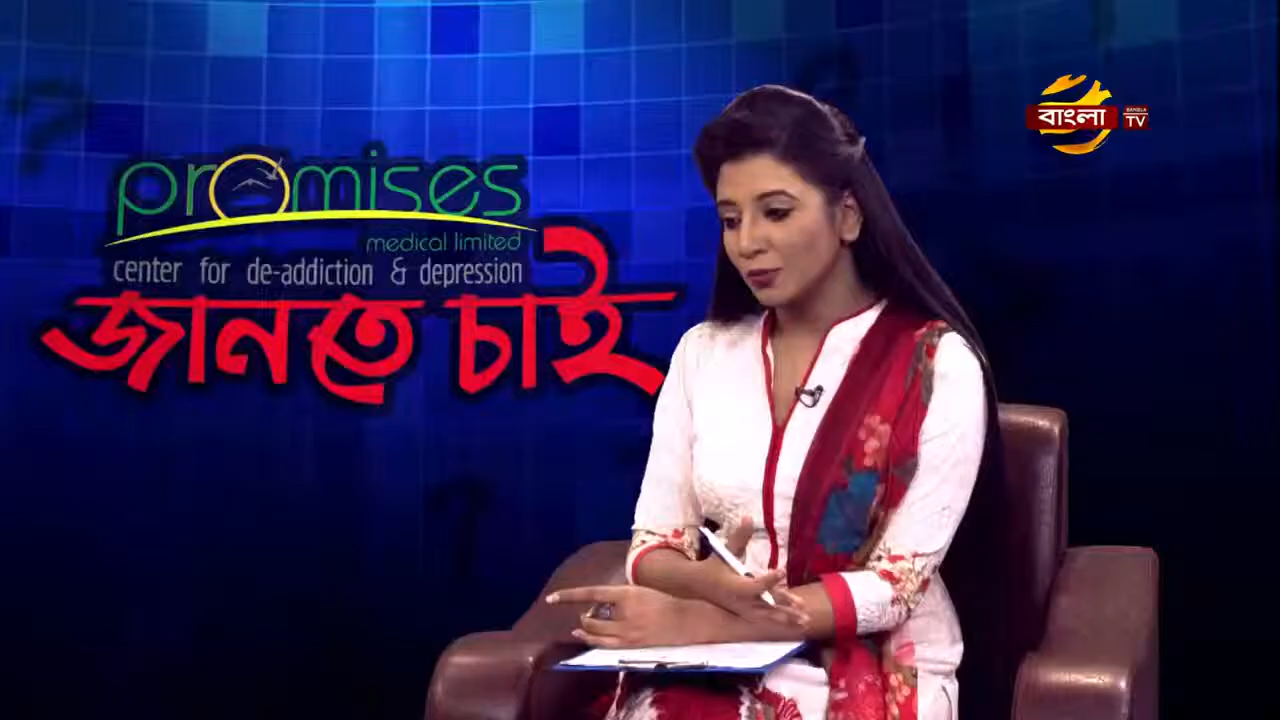 promises
medical limited
center for de-addiction & depression
জানতে চাই
বাংলা
BANGLA
TV